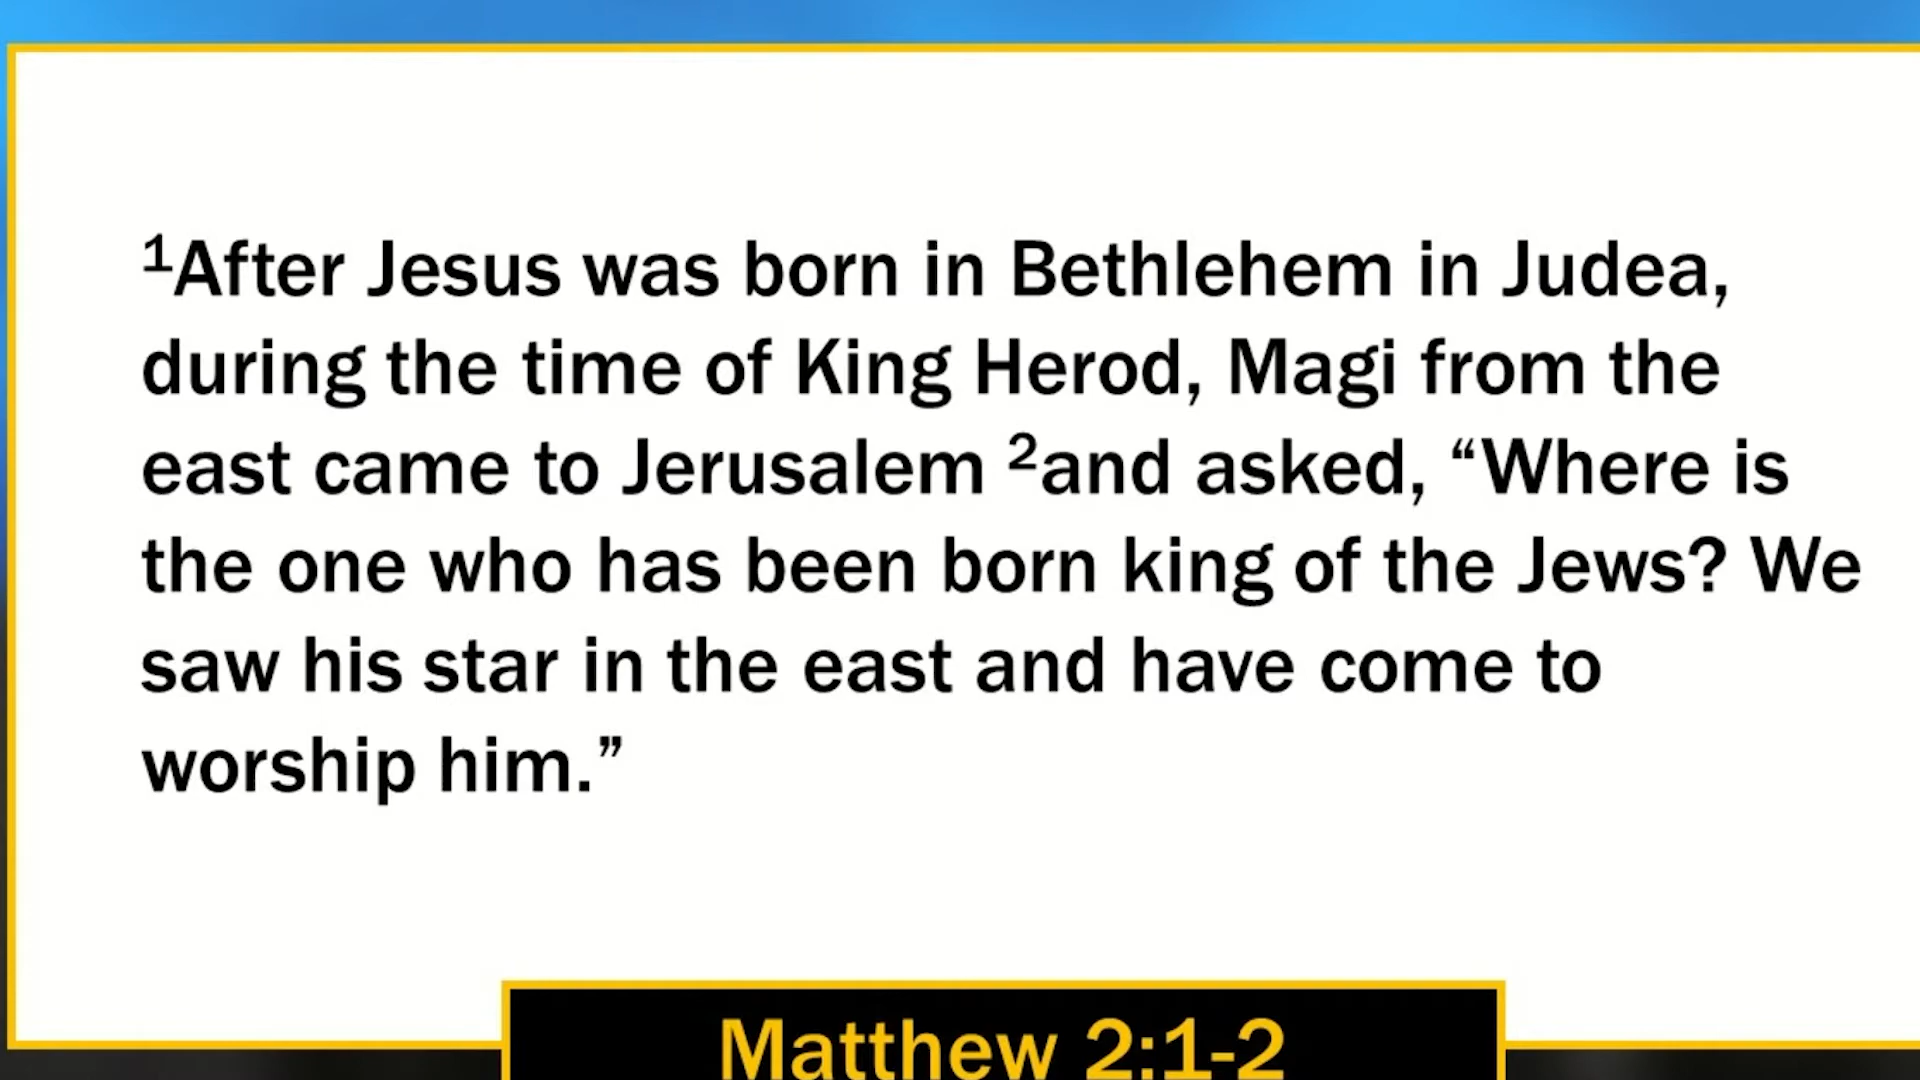 ¹After Jesus was born in Bethlehem in Judea,
during the time of King Herod, Magi from the
east came to Jerusalem ²and asked, “Where is
the one who has been born king of the Jews? We
saw his star in the east and have come to
worship him.”
Matthew 2:1-2